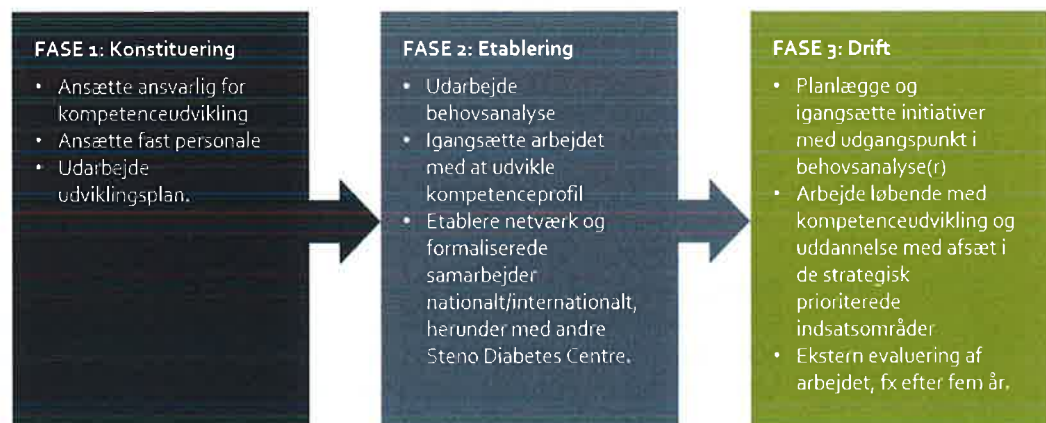 FASE 1: Konstituering
• Ansætte ansvarlig for
kompetenceudvikling
• Ansætte fast personale
• Udarbejde
udviklingsplan.
FASE 2: Etablering
• Udarbejde
behovsanalyse
• Igangsætte arbejdet
med at udvikle
kompetenceprofil
• Etablere netværk og
formaliserede
samarbejder
nationalt/internationalt,
herunder med andre
Steno Diabetes Centre.
FASE 3: Drift
• Planlægge og
igangsætte initiativer
med udgangspunkt i
behovsanalyse(r)
• Arbejde løbende med
kompetenceudvikling og
uddannelse med afsæt i
de strategisk
prioriterede
indsatsområder
• Ekstern evaluering af
arbejdet, fx efter fem år.